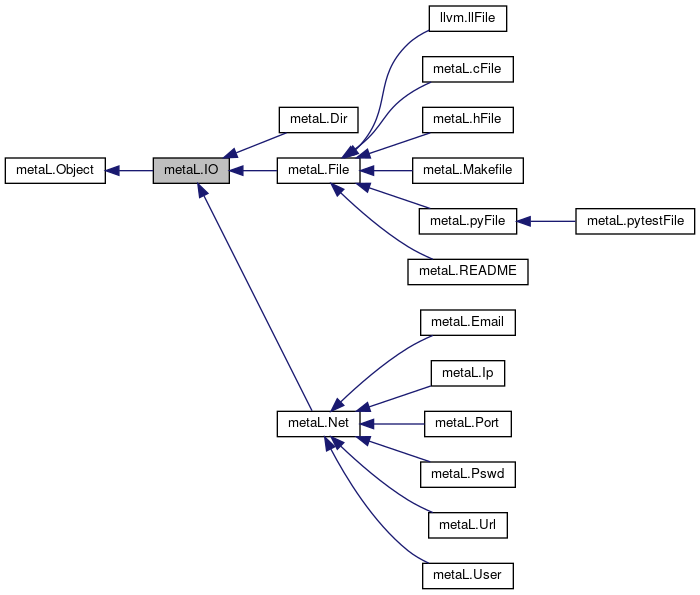 llvm.llFile
metaL.cFile
metaL.Dir
metaL.hFile
metaL.Object
metaL.IO
metaL.File
metaL.Makefile
metaL.pyFile
metaL.pytestFile
metaL.README
metaL.Email
metaL.Ip
metaL.Net
metaL.Port
metaL.Pswd
metaL.Url
metaL.User